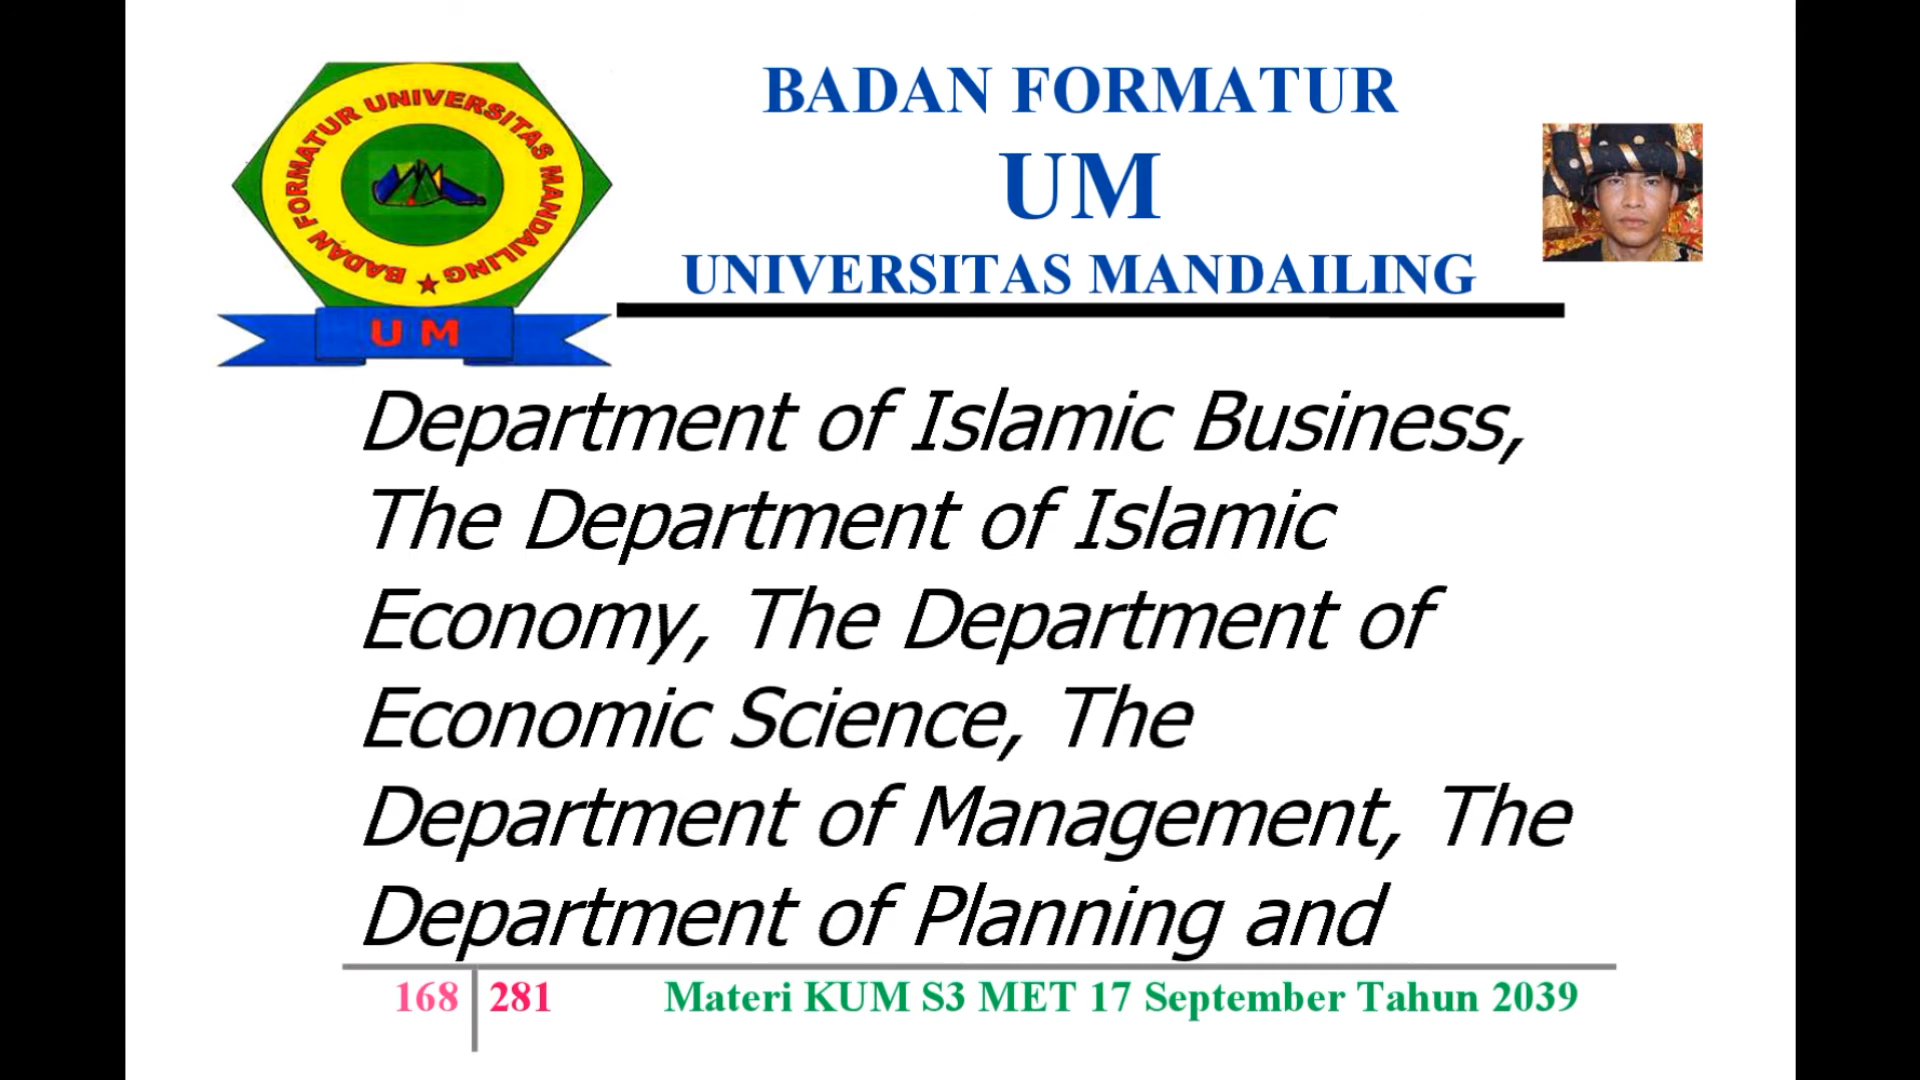 BADAN FORMATUR UNIVERSITAS MANDAILING
U M
BADAN FORMATUR
UM
UNIVERSITAS MANDAILING
Department of Islamic Business,
The Department of Islamic
Economy, The Department of
Economic Science, The
Department of Management, The
Department of Planning and
168 281 Materi KUM S3 MET 17 September Tahun 2039